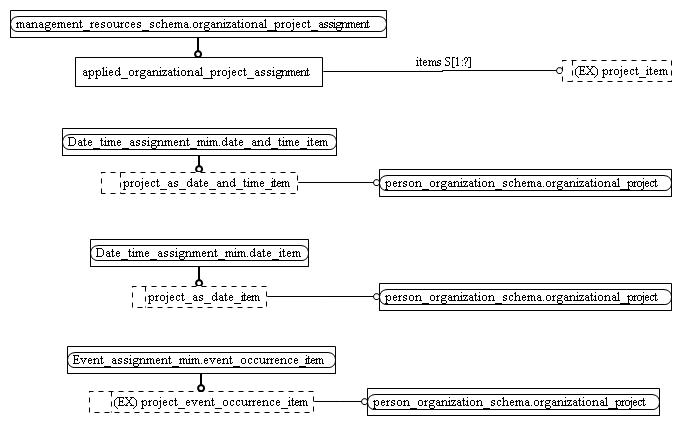 management_resources_schema.organizational_project_assignment
applied_organizational_project_assignment
items S[1:?]
(EX) project_item
Date_time_assignment_mim.date_and_time_item
project_as_date_and_time_item
person_organization_schema.organizational_project
Date_time_assignment_mim.date_item
project_as_date_item
person_organization_schema.organizational_project
Event_assignment_mim.event_occurrence_item
(EX) project_event_occurrence_item
person_organization_schema.organizational_project